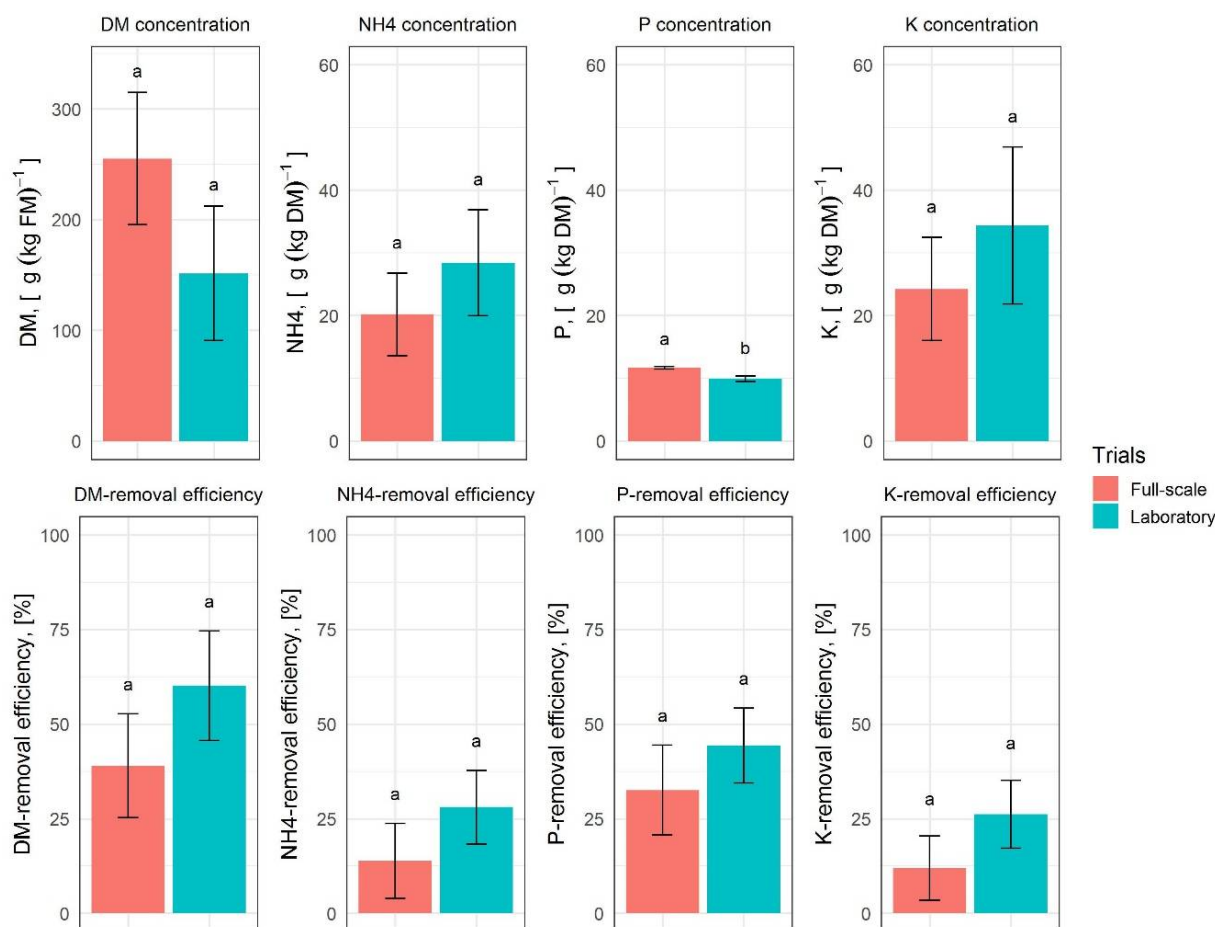 DM concentration
NH4 concentration
P concentration
K concentration
DM, [ g (kg FM)⁻¹ ]
300
200
100
0
a
a
NH4, [ g (kg DM)⁻¹ ]
60
40
20
0
a
a
P, [ g (kg DM)⁻¹ ]
60
40
20
0
a
b
K, [ g (kg DM)⁻¹ ]
60
40
20
0
a
a
DM-removal efficiency
NH4-removal efficiency
P-removal efficiency
K-removal efficiency
DM-removal efficiency, [%]
100
75
50
25
0
a
a
NH4-removal efficiency, [%]
100
75
50
25
0
a
a
P-removal efficiency, [%]
100
75
50
25
0
a
a
K-removal efficiency, [%]
100
75
50
25
0
a
a
Trials
Full-scale
Laboratory